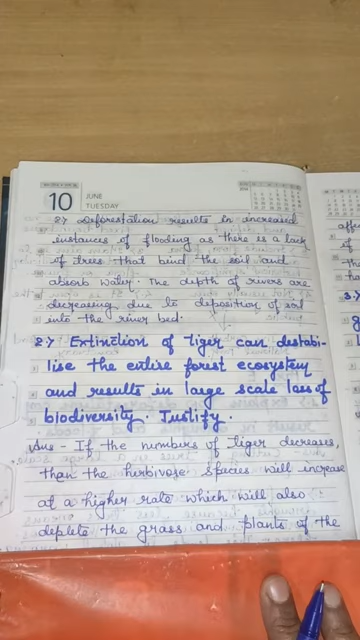 10
JUNE
TUESDAY
2.) Deforestation results in increased
instances of flooding as there is a lack
of trees that bind the soil and
absorb water. The depth of rivers are
decreasing due to deposition of soil
into the river bed.
2.) Extinction of tiger can destabi-
lise the entire forest ecosystem
and results in large scale loss of
biodiversity. Justify.
Ans - If the numbers of tiger decreases,
than the herbivose species will increase
at a higher rate which will also
deplete the grass and plants of the